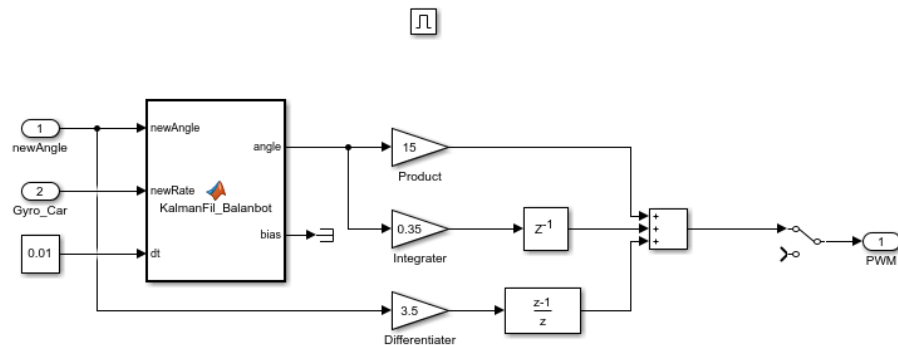 1
newAngle
newAngle
angle
15
Product
2
Gyro_Car
newRate
KalmanFil_Balanbot
bias
0.35
Integrater
Z-1
+
+
+
1
PWM
0.01
dt
3.5
Differentiater
z-1
z